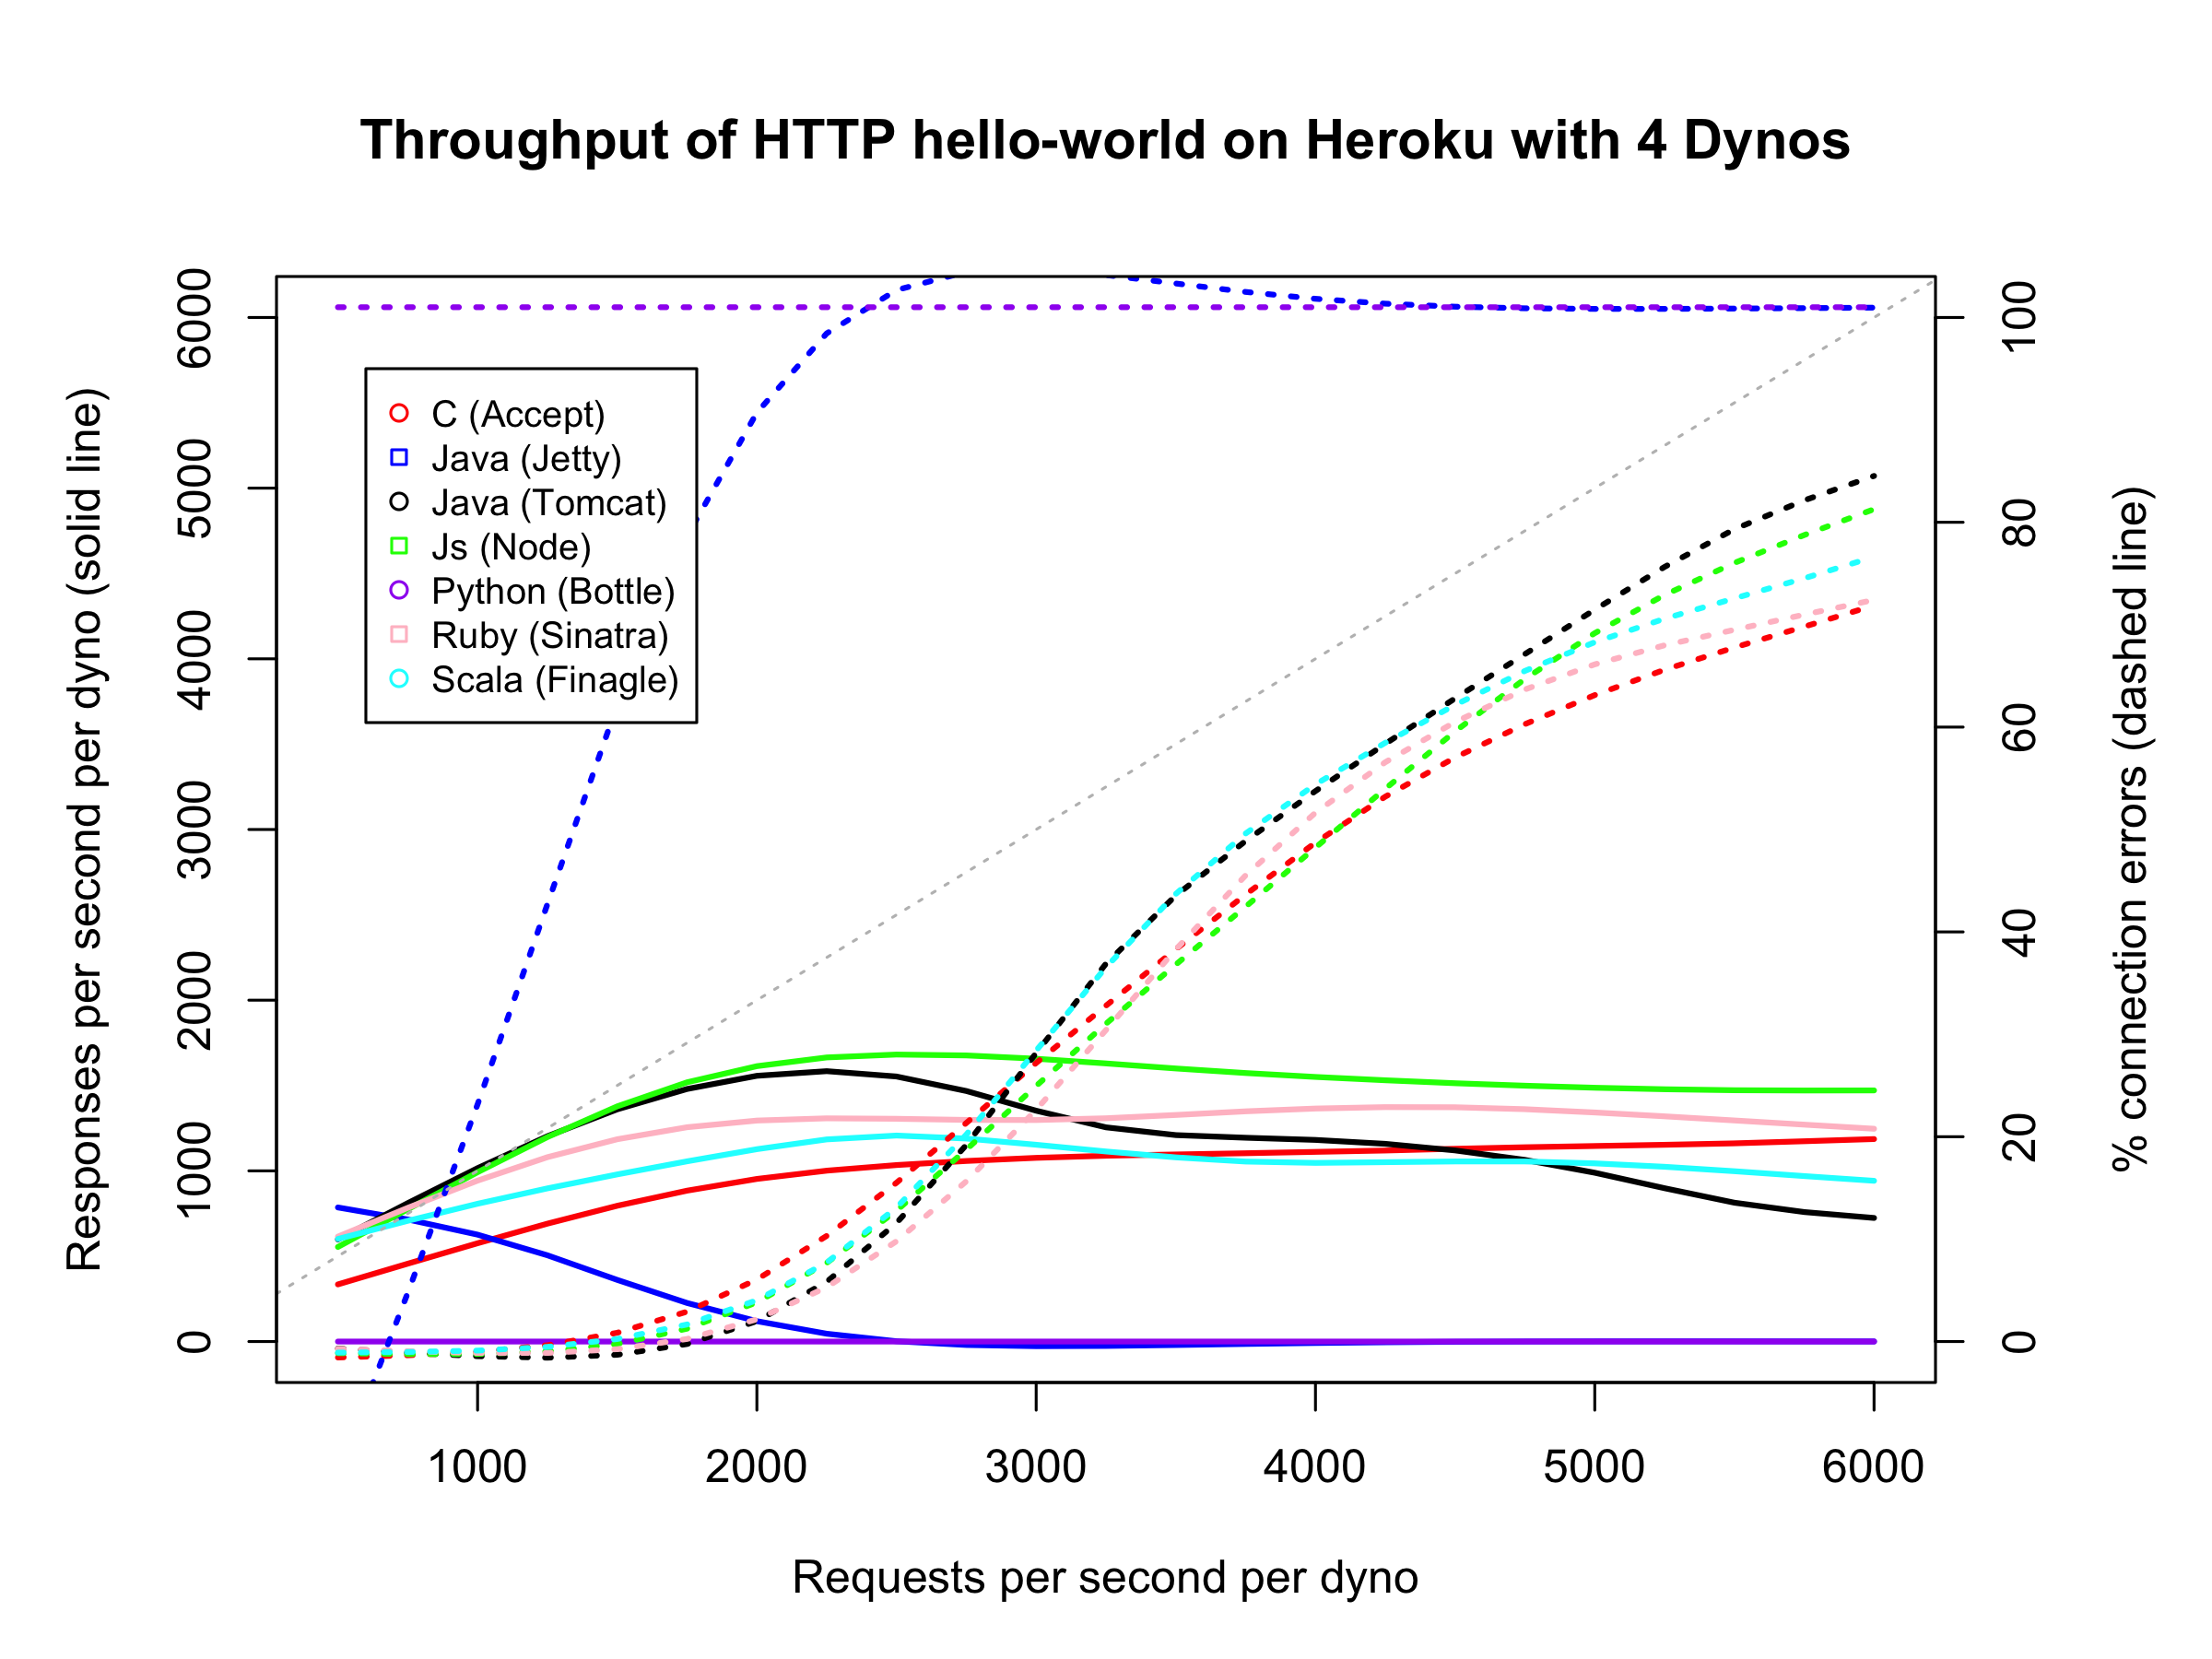 Throughput of HTTP hello-world on Heroku with 4 Dynos
Responses per second per dyno (solid line)
6000
5000
4000
3000
2000
1000
0
C (Accept)
Java (Jetty)
Java (Tomcat)
Js (Node)
Python (Bottle)
Ruby (Sinatra)
Scala (Finagle)
100
80
60
40
20
0
% connection errors (dashed line)
1000 2000 3000 4000 5000 6000
Requests per second per dyno